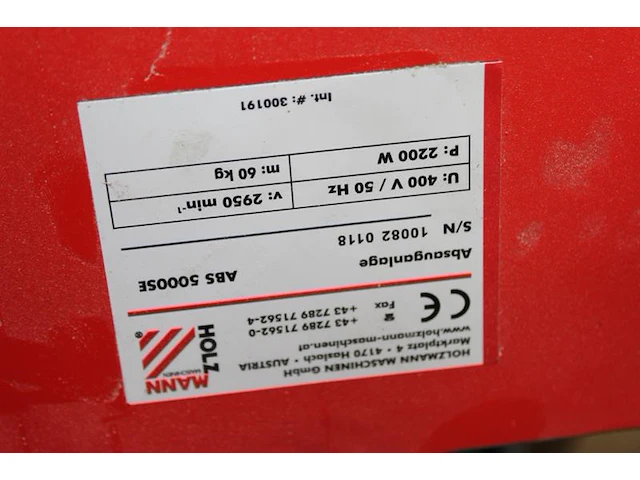 HOLZMANN MASCHINEN GmbH
Marktplatz 4 • 4170 Haslach • AUSTRIA
www.holzmann-maschinen.at
☎ +43 7289 71562-0
Fax +43 7289 71562-4
CE
HOLZ
MANN
MASCHINEN
®
Absauganlage ABS 5000SE
S/N 10082 0118
U: 400 V / 50 Hz v: 2950 min⁻¹
P: 2200 W m: 60 kg
Int. #: 300191